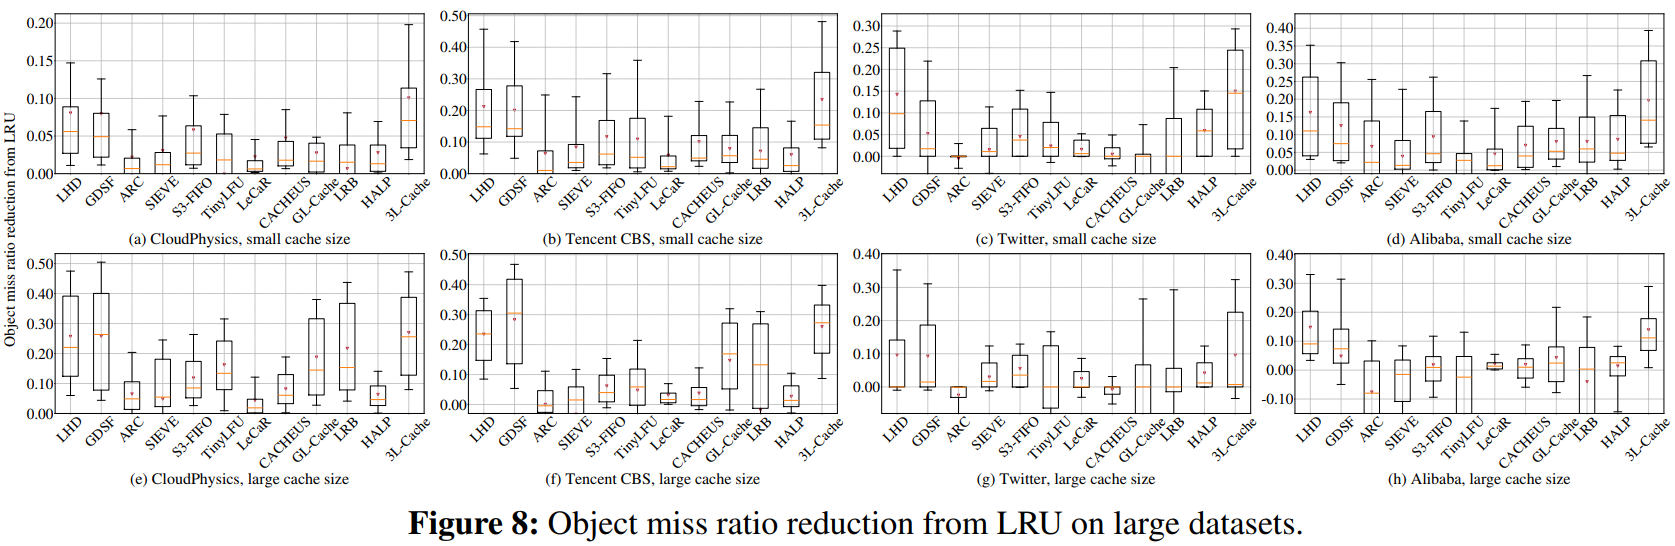 Object miss ratio reduction from LRU
0.20
0.15
0.10
0.05
0.00
LHD
GDSF
ARC
SIEVE
S3-FIFO
TinyLFU
LeCaR
CACHEUS
GL-Cache
LRB
HALP
3L-Cache
(a) CloudPhysics, small cache size
0.50
0.40
0.30
0.20
0.10
0.00
LHD
GDSF
ARC
SIEVE
S3-FIFO
TinyLFU
LeCaR
CACHEUS
GL-Cache
LRB
HALP
3L-Cache
(b) Tencent CBS, small cache size
0.30
0.25
0.20
0.15
0.10
0.05
0.00
LHD
GDSF
ARC
SIEVE
S3-FIFO
TinyLFU
LeCaR
CACHEUS
GL-Cache
LRB
HALP
3L-Cache
(c) Twitter, small cache size
0.40
0.35
0.30
0.25
0.20
0.15
0.10
0.05
0.00
LHD
GDSF
ARC
SIEVE
S3-FIFO
TinyLFU
LeCaR
CACHEUS
GL-Cache
LRB
HALP
3L-Cache
(d) Alibaba, small cache size
0.50
0.40
0.30
0.20
0.10
0.00
LHD
GDSF
ARC
SIEVE
S3-FIFO
TinyLFU
LeCaR
CACHEUS
GL-Cache
LRB
HALP
3L-Cache
(e) CloudPhysics, large cache size
0.50
0.40
0.30
0.20
0.10
0.00
LHD
GDSF
ARC
SIEVE
S3-FIFO
TinyLFU
LeCaR
CACHEUS
GL-Cache
LRB
HALP
3L-Cache
(f) Tencent CBS, large cache size
0.40
0.30
0.20
0.10
0.00
LHD
GDSF
ARC
SIEVE
S3-FIFO
TinyLFU
LeCaR
CACHEUS
GL-Cache
LRB
HALP
3L-Cache
(g) Twitter, large cache size
0.40
0.30
0.20
0.10
0.00
-0.10
LHD
GDSF
ARC
SIEVE
S3-FIFO
TinyLFU
LeCaR
CACHEUS
GL-Cache
LRB
HALP
3L-Cache
(h) Alibaba, large cache size
Figure 8: Object miss ratio reduction from LRU on large datasets.